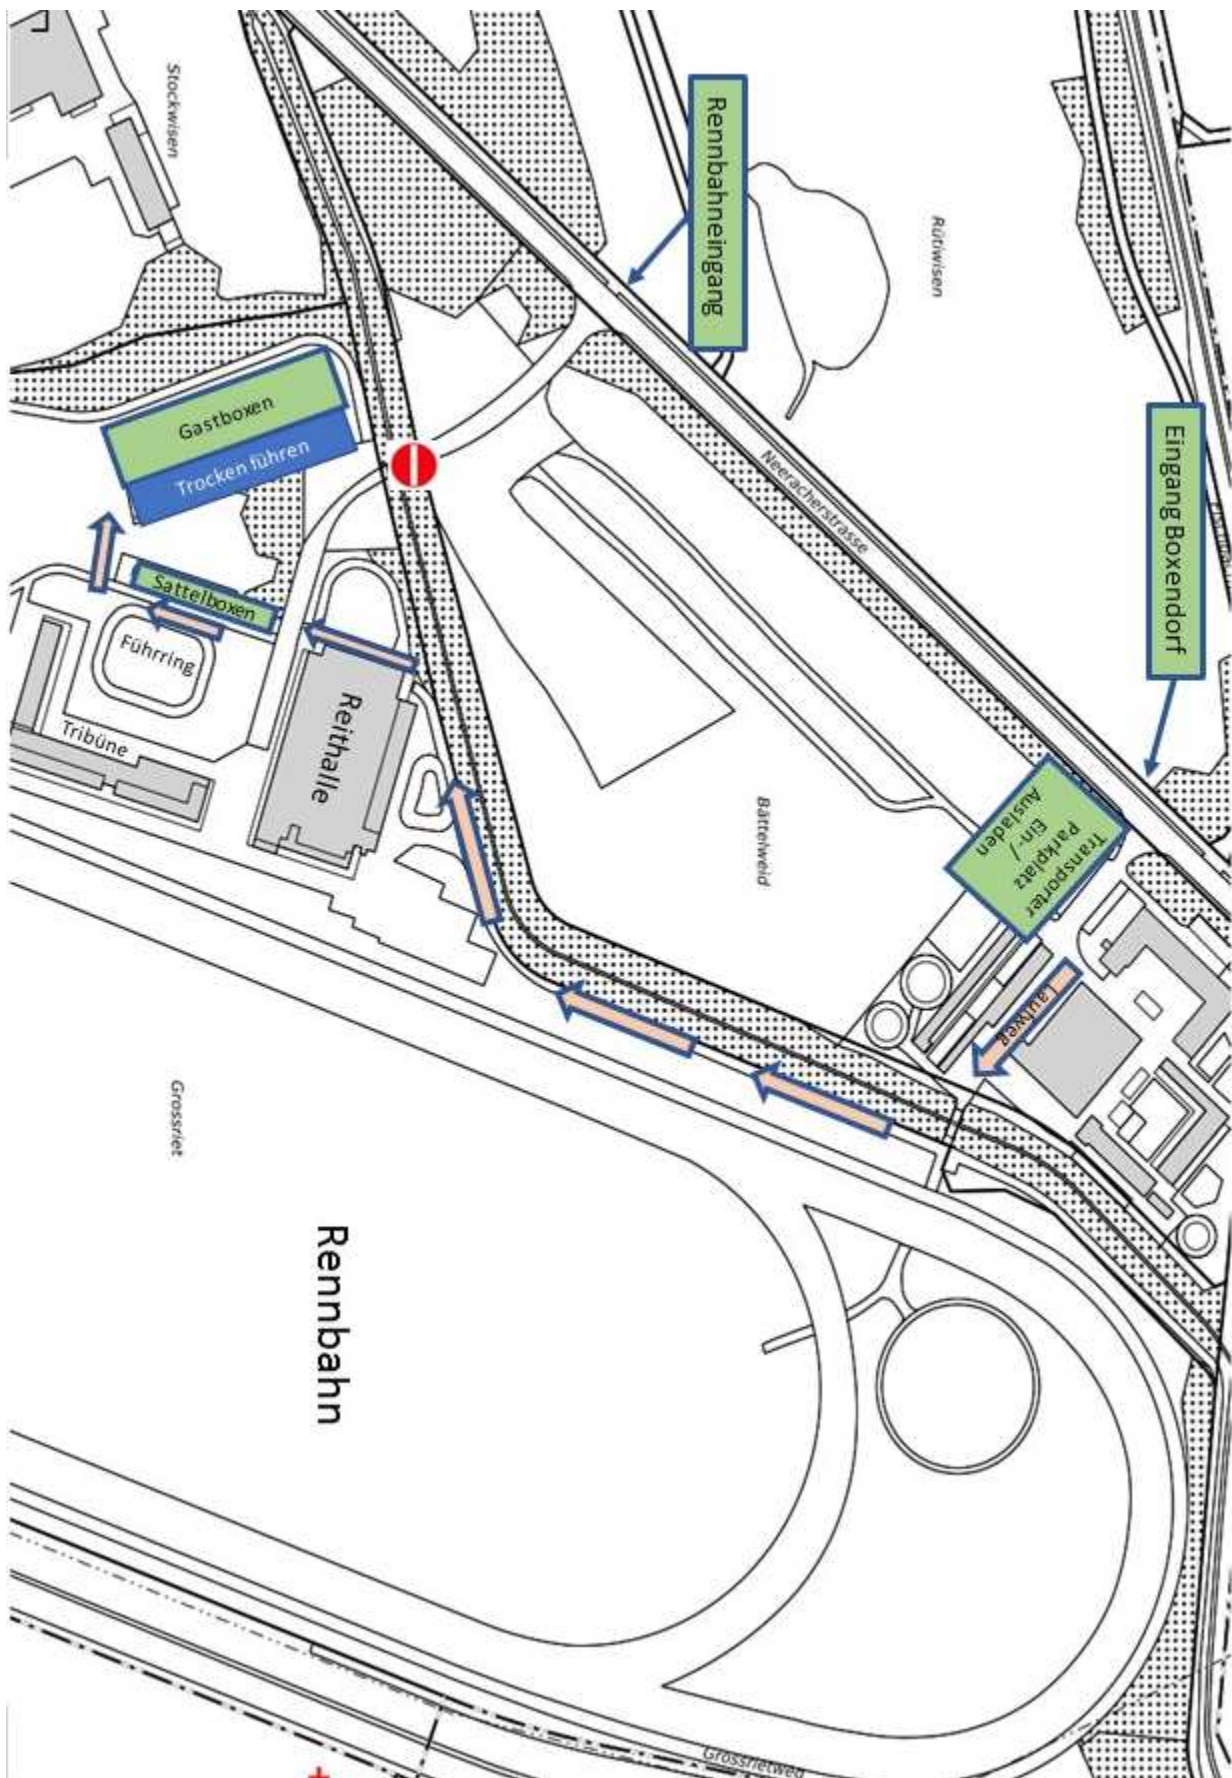 Stockwisen
Rennbahneingang
Rütiwisen
Eingang Boxendorf
Neeracherstrasse
Gastboxen
Trocken führen
Sattelboxen
Führring
Tribüne
Reithalle
Bättelweid
Transporter
Parkplatz
Ein-/
Ausladen
Laufweg
Grossriet
Rennbahn
Grossrietweg